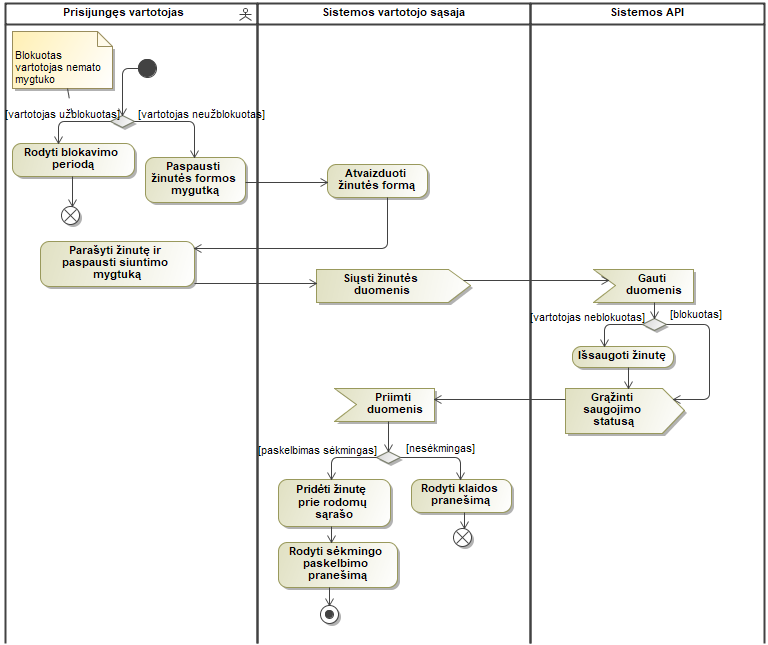 Prisijungęs vartotojas
Sistemos vartotojo sąsaja
Sistemos API
Blokuotas
vartotojas nemato
mygtuko
[vartotojas užblokuotas]
[vartotojas neužblokuotas]
Rodyti blokavimo
periodą
Paspausti
žinutės formos
mygutką
Atvaizduoti
žinutės formą
Parašyti žinutę ir
paspausti siuntimo
mygtuką
Siųsti žinutės
duomenis
Gauti
duomenis
[vartotojas neblokuotas]
[blokuotas]
Išsaugoti žinutę
Grąžinti
saugojimo
statusą
Priimti
duomenis
[paskelbimas sėkmingas]
[nesėkmingas]
Pridėti žinutę
prie rodomų
sąrašo
Rodyti klaidos
pranešimą
Rodyti sėkmingo
paskelbimo
pranešimą